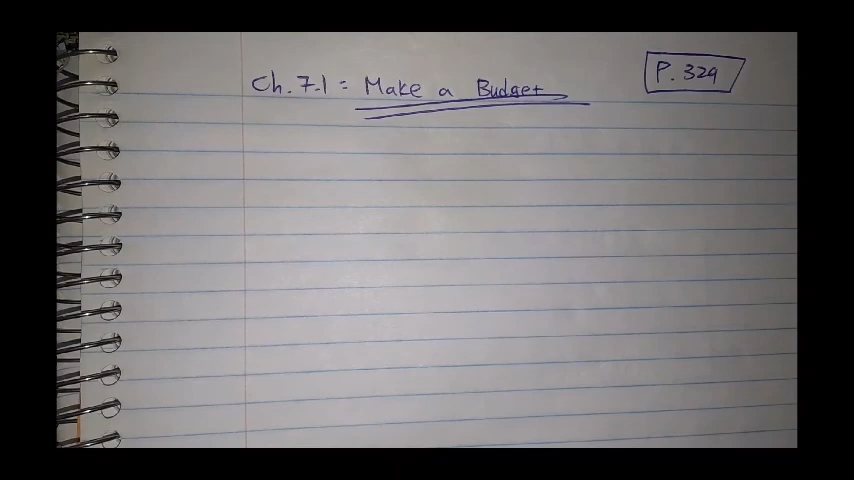 Ch. 7.1 = Make a Budget
P. 329